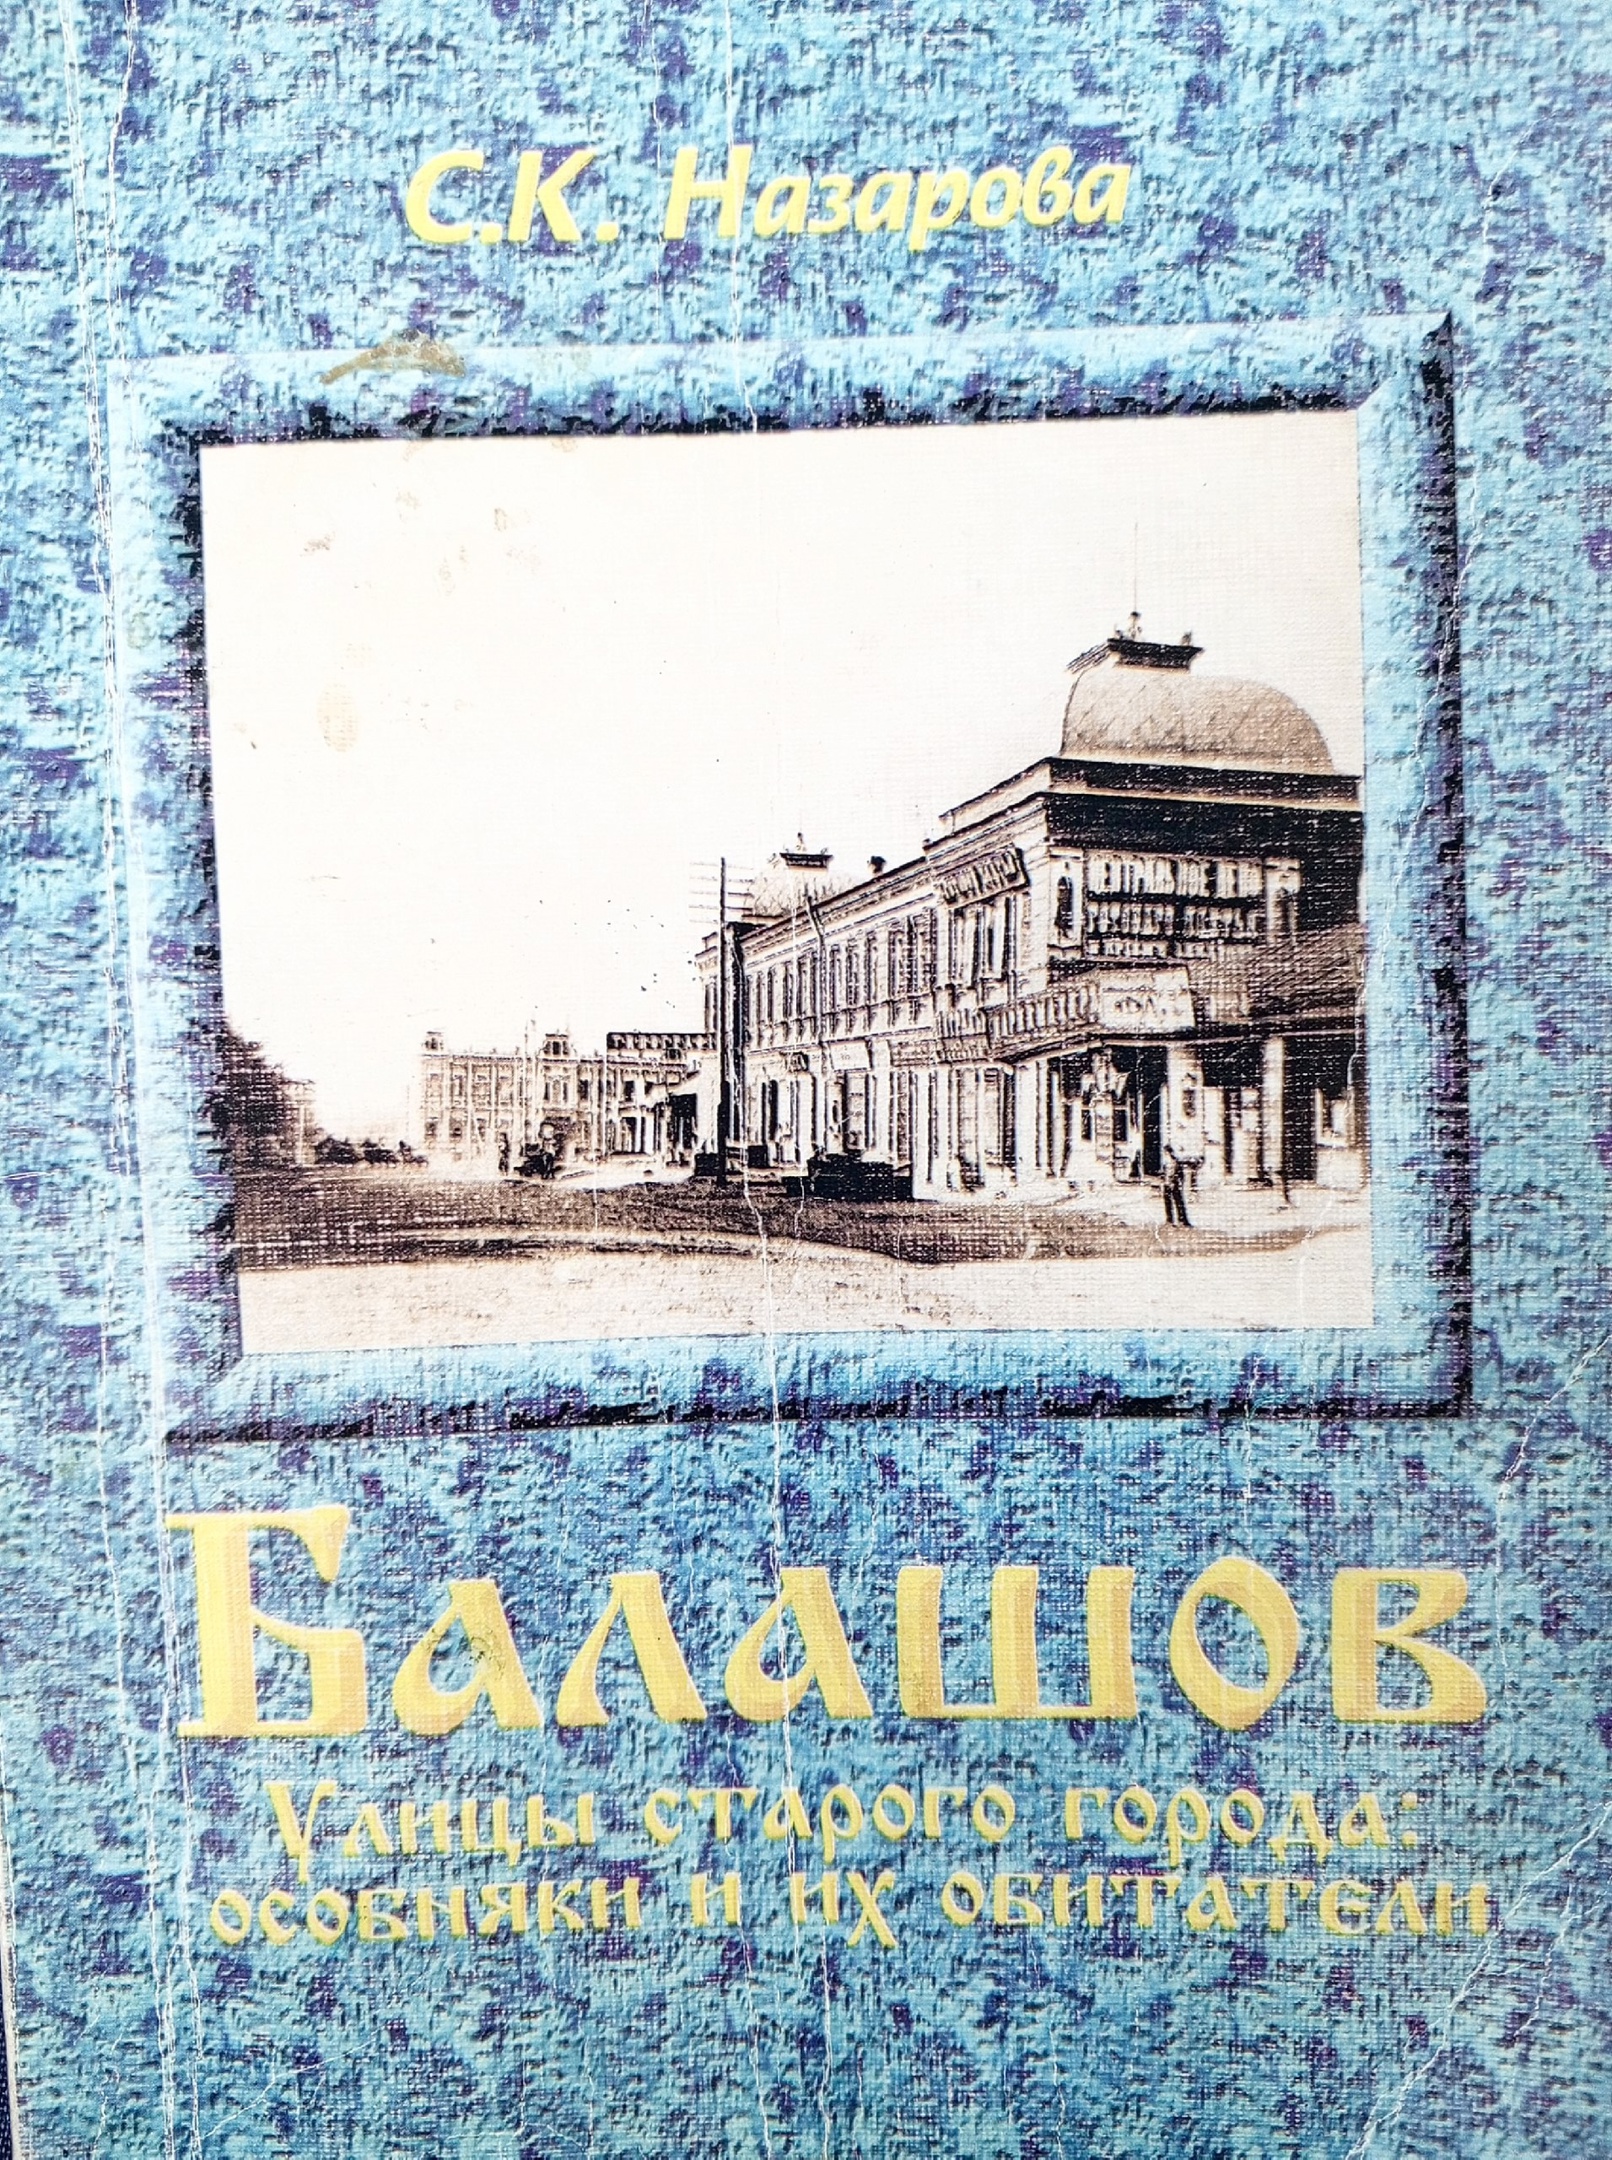 С.К. Назарова
Балашов
Улицы старого города:
особняки и их обитатели